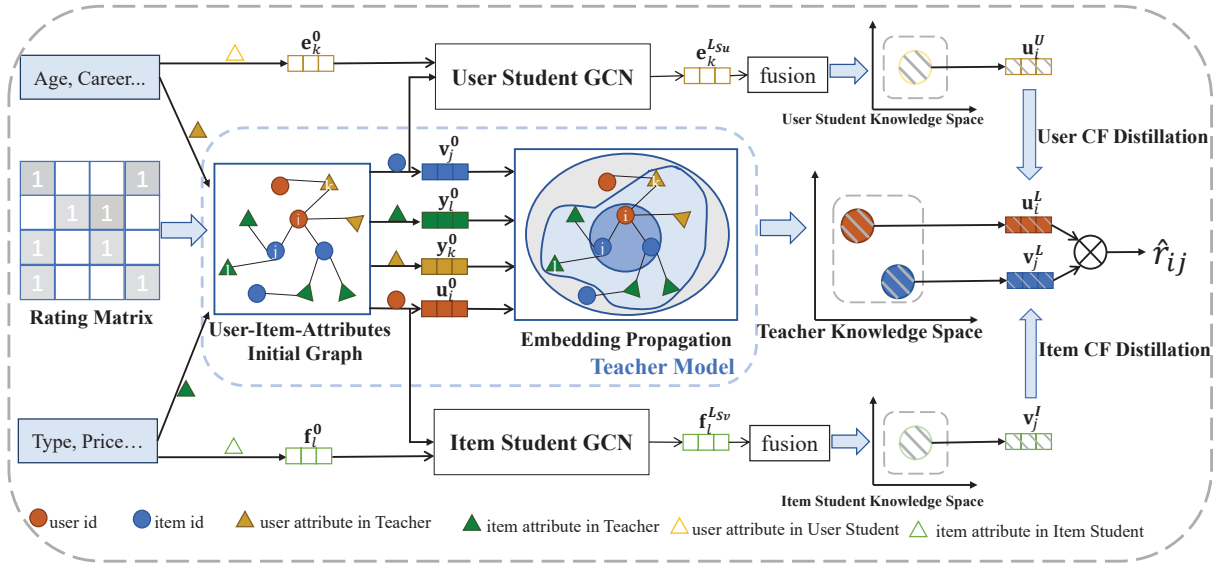 Age, Career...
e_k^0
User Student GCN
e_k^{L_{Su}}
fusion
User Student Knowledge Space
u_i^U
User CF Distillation
1 1
1 1
1 1
1 1
Rating Matrix
k
i
j
l
User-Item-Attributes
Initial Graph
v_j^0
y_l^0
y_k^0
u_i^0
k
i
j
l
Embedding Propagation
Teacher Model
Teacher Knowledge Space
u_i^L
v_j^L
r̂_{ij}
Item CF Distillation
Type, Price...
f_l^0
Item Student GCN
f_l^{L_{Sv}}
fusion
Item Student Knowledge Space
v_j^I
user id
item id
user attribute in Teacher
item attribute in Teacher
user attribute in User Student
item attribute in Item Student